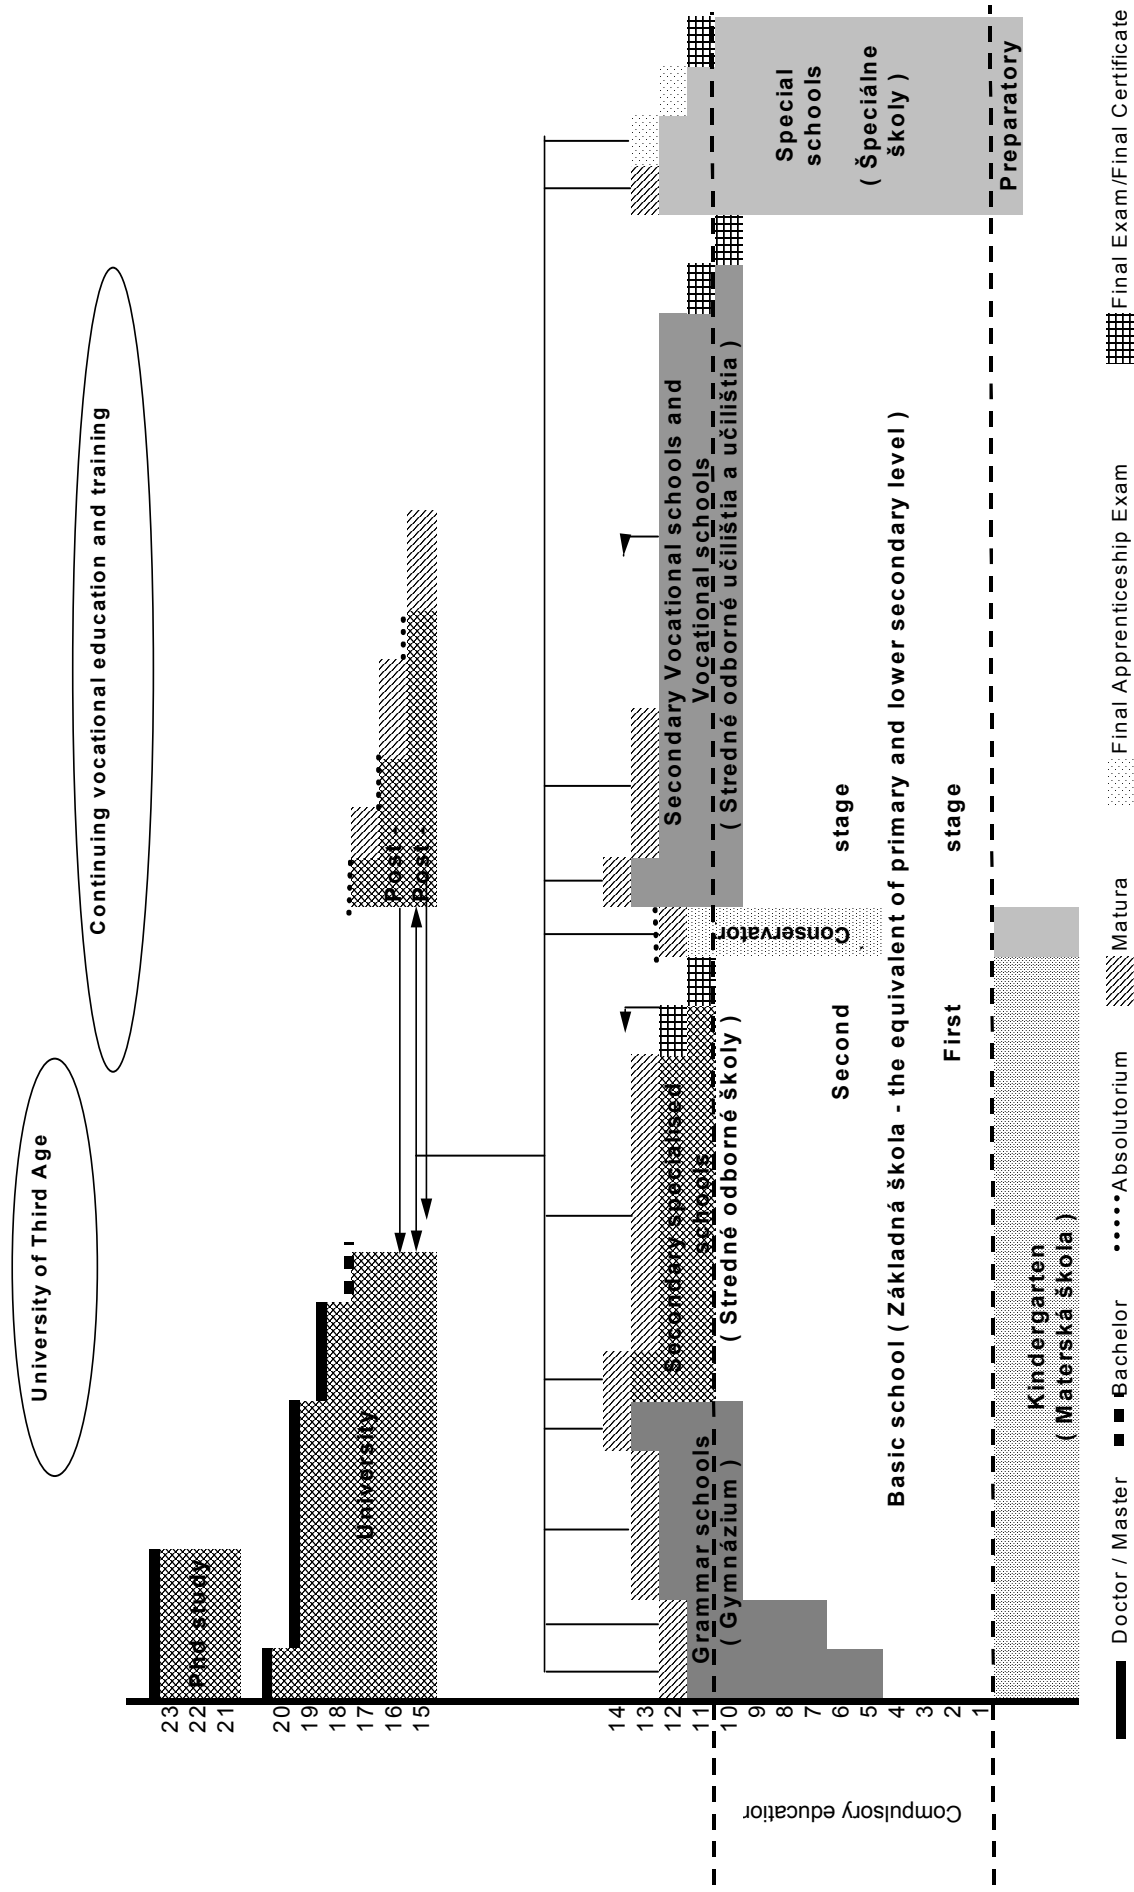 University of Third Age
Continuing vocational education and training
23
22
21
20
19
18
17
16
15
14
13
12
11
10
9
8
7
6
5
4
3
2
1
Phd study
University
Post -
Post -
Grammar schools
( Gymnázium )
Secondary specialised
schools
( Stredné odborné školy )
Conservator
Secondary Vocational schools and
Vocational schools
( Stredné odborné učilištia a učilištia )
Special
schools
( Špeciálne
školy )
Preparatory
Second stage
Basic school ( Základná škola - the equivalent of primary and lower secondary level )
First stage
Kindergarten
( Materská škola )
Compulsory education
Doctor / Master
Bachelor
Absolutorium
Matura
Final Apprenticeship Exam
Final Exam/Final Certificate